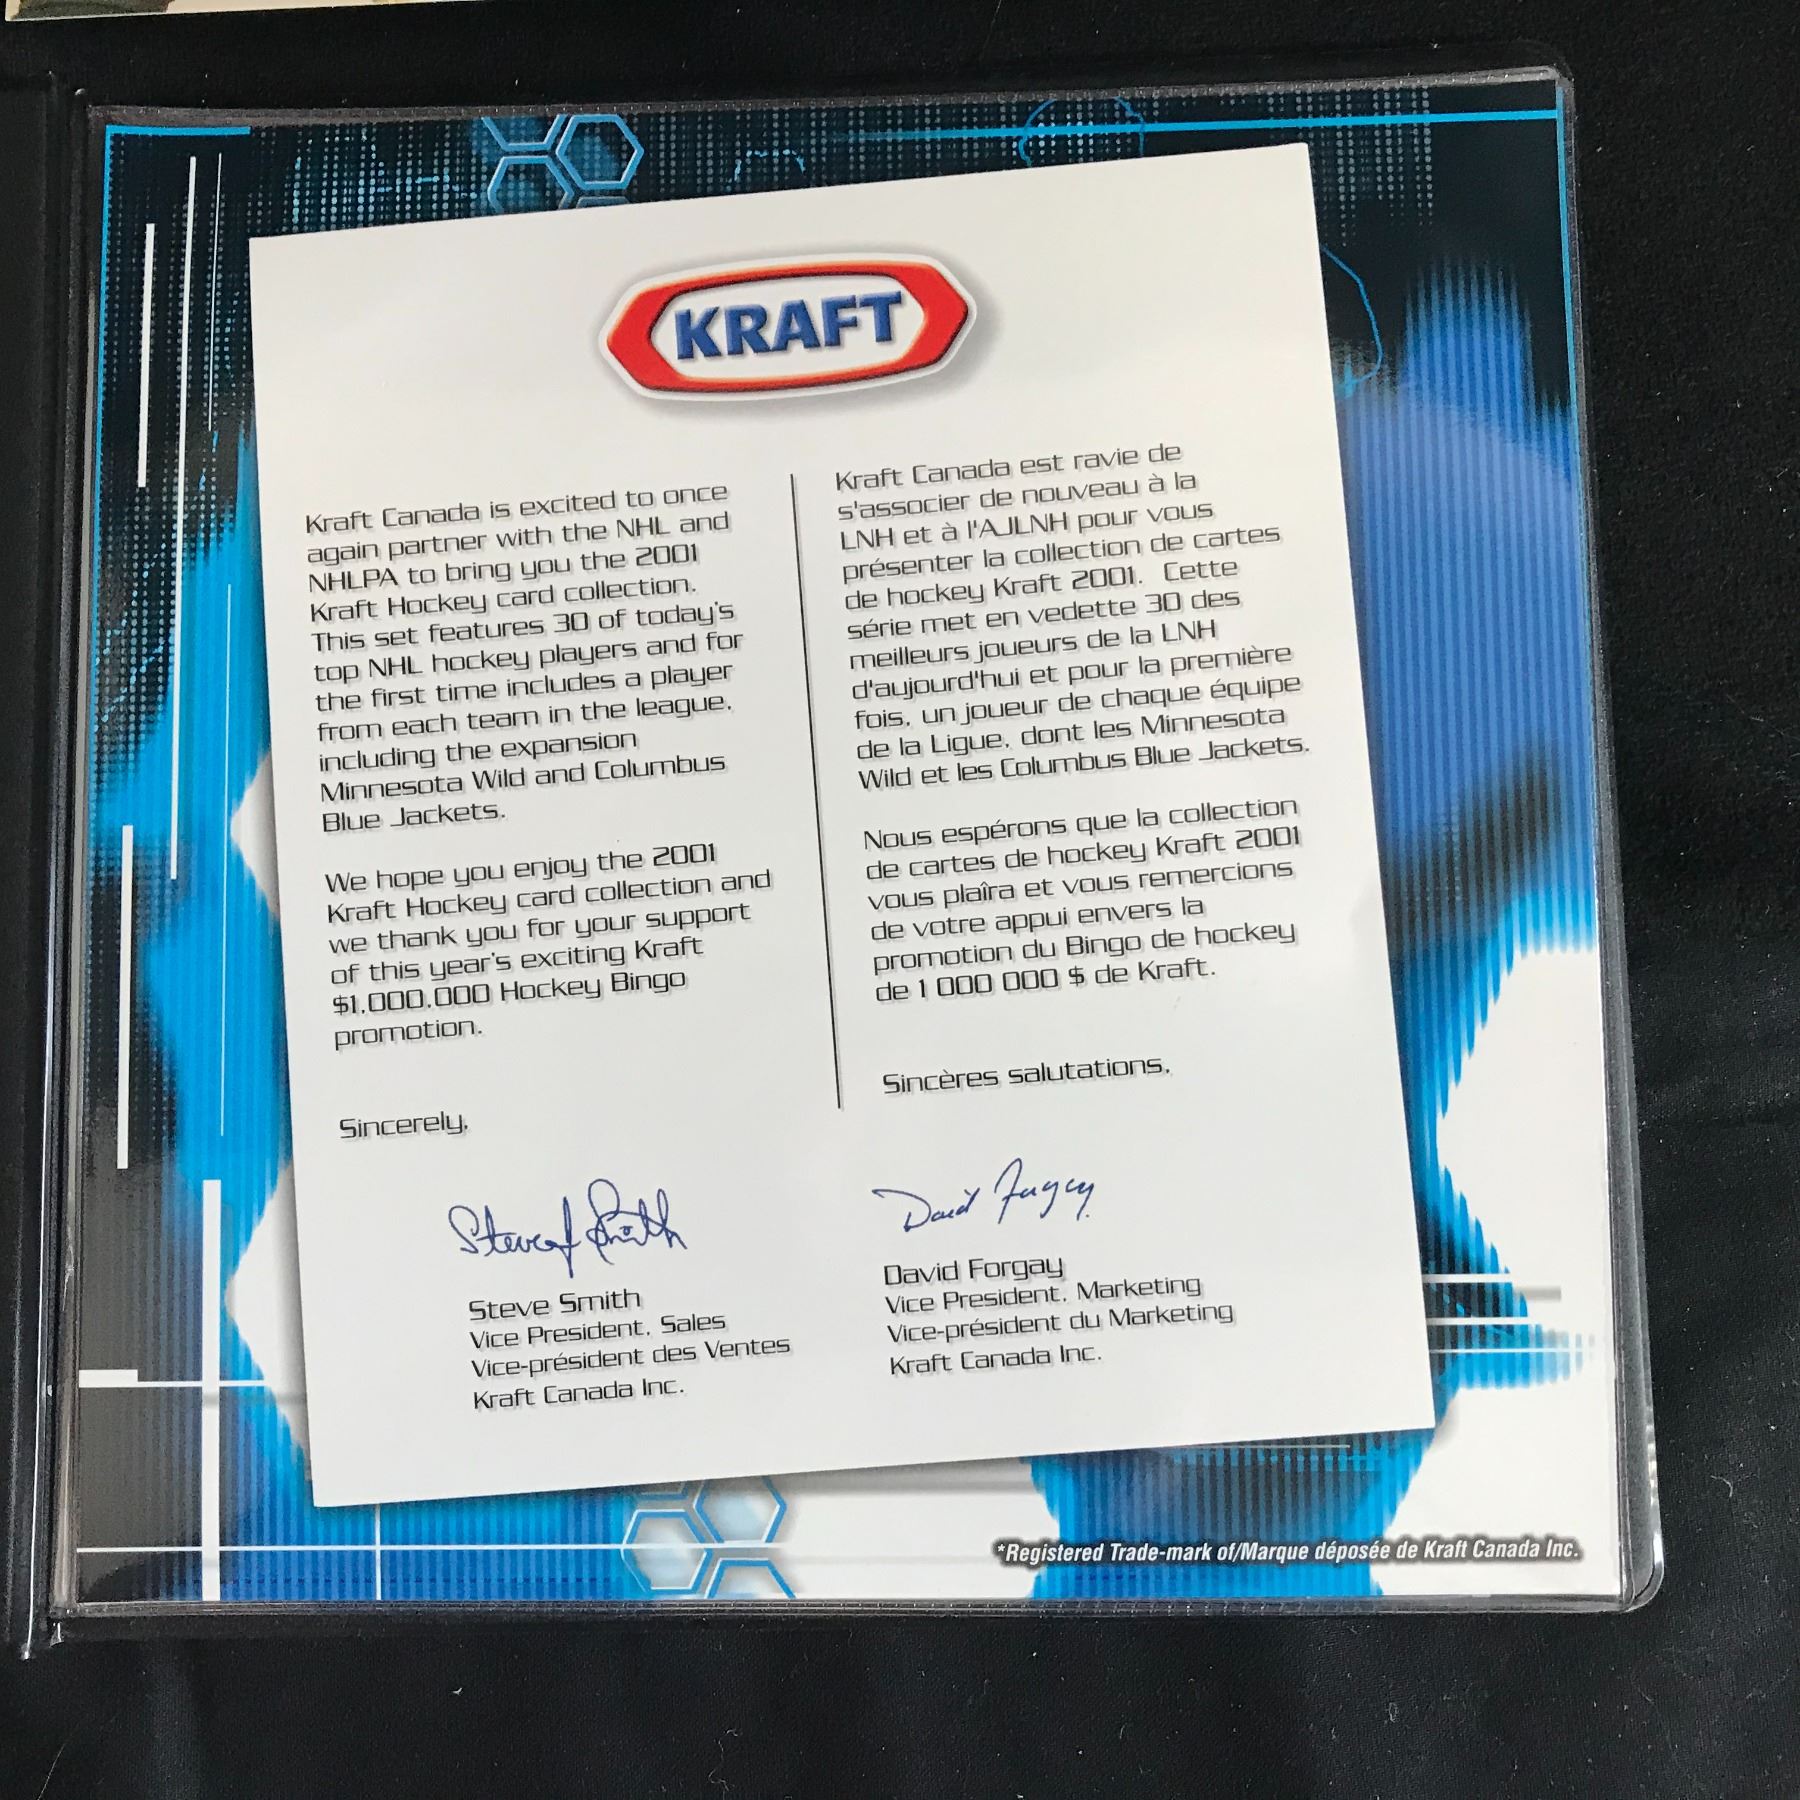 KRAFT
Kraft Canada is excited to once
again partner with the NHL and
NHLPA to bring you the 2001
Kraft Hockey card collection.
This set features 30 of today's
top NHL hockey players and for
the first time includes a player
from each team in the league,
including the expansion
Minnesota Wild and Columbus
Blue Jackets.
We hope you enjoy the 2001
Kraft Hockey card collection and
we thank you for your support
of this year's exciting Kraft
$1,000,000 Hockey Bingo
promotion.
Sincerely,
Steve Smith
Steve Smith
Vice President, Sales
Vice-président des Ventes
Kraft Canada Inc.
Kraft Canada est ravie de
s'associer de nouveau à la
LNH et à l'AJLNH pour vous
présenter la collection de cartes
de hockey Kraft 2001. Cette
série met en vedette 30 des
meilleurs joueurs de la LNH
d'aujourd'hui et pour la première
fois, un joueur de chaque équipe
de la Ligue, dont les Minnesota
Wild et les Columbus Blue Jackets.
Nous espérons que la collection
de cartes de hockey Kraft 2001
vous plaîra et vous remercions
de votre appui envers la
promotion du Bingo de hockey
de 1 000 000 $ de Kraft.
Sincères salutations,
David Forgay
David Forgay
Vice President, Marketing
Vice-président du Marketing
Kraft Canada Inc.
*Registered Trade-mark of/Marque déposée de Kraft Canada Inc.